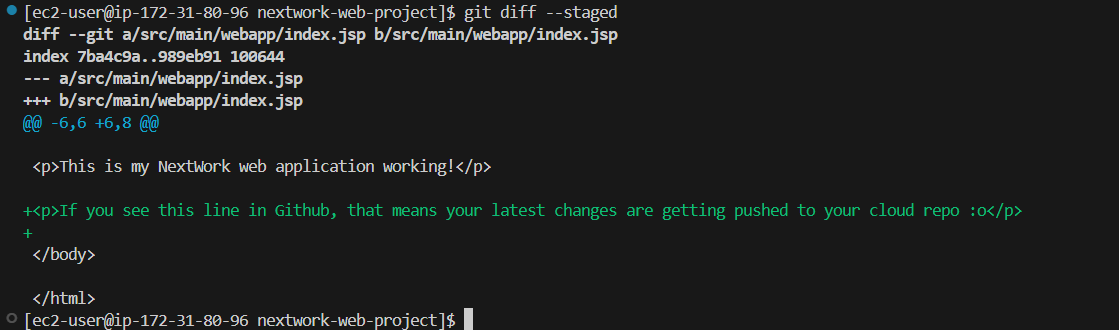 [ec2-user@ip-172-31-80-96 nextwork-web-project]$ git diff --staged
diff --git a/src/main/webapp/index.jsp b/src/main/webapp/index.jsp
index 7ba4c9a..989eb91 100644
--- a/src/main/webapp/index.jsp
+++ b/src/main/webapp/index.jsp
@@ -6,6 +6,8 @@
 <p>This is my NextWork web application working!</p>
+<p>If you see this line in Github, that means your latest changes are getting pushed to your cloud repo :o</p>
+
 </body>
 </html>
[ec2-user@ip-172-31-80-96 nextwork-web-project]$